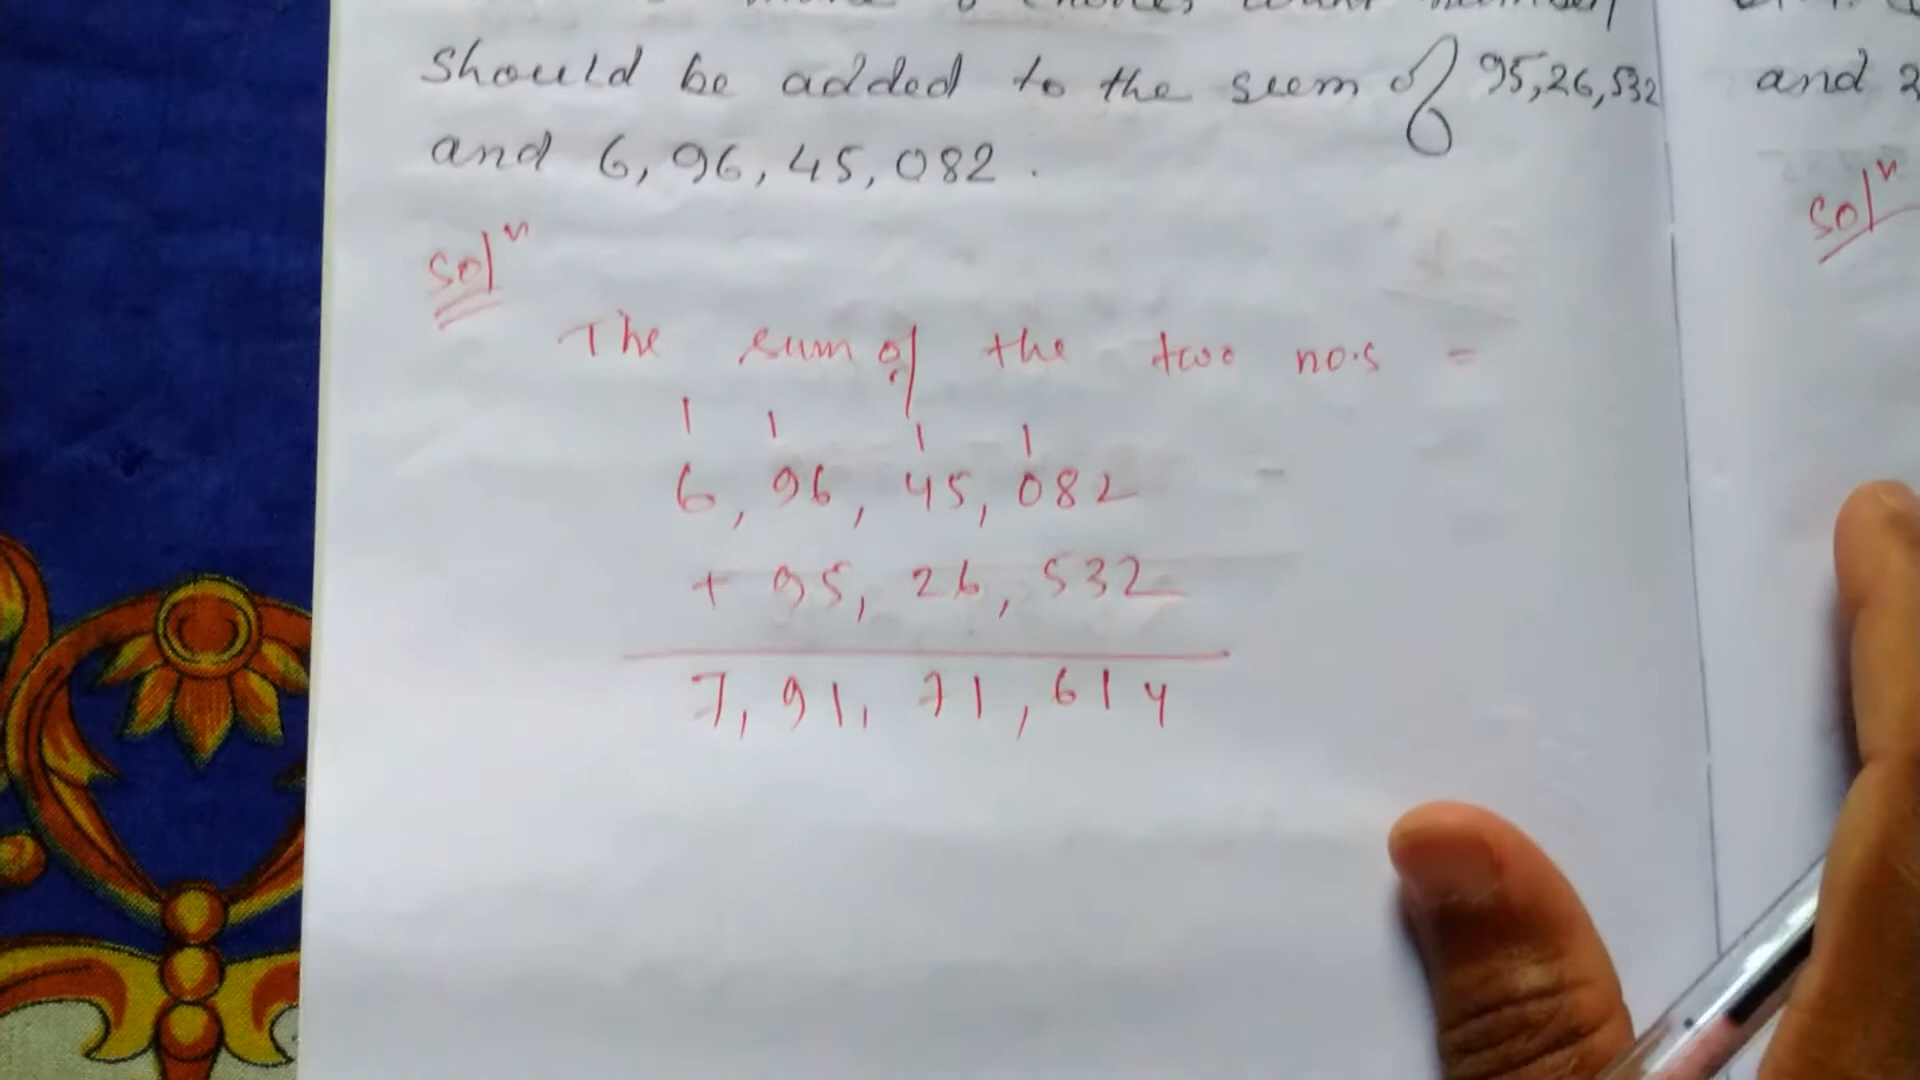 should be added to the seem of 95,26,532
and 6,96,45,082.
and 2
solⁿ
solⁿ
The sum of the two no.s =
1 1 1 1
6,96,45,082
+ 95,26,532
7,91,71,614